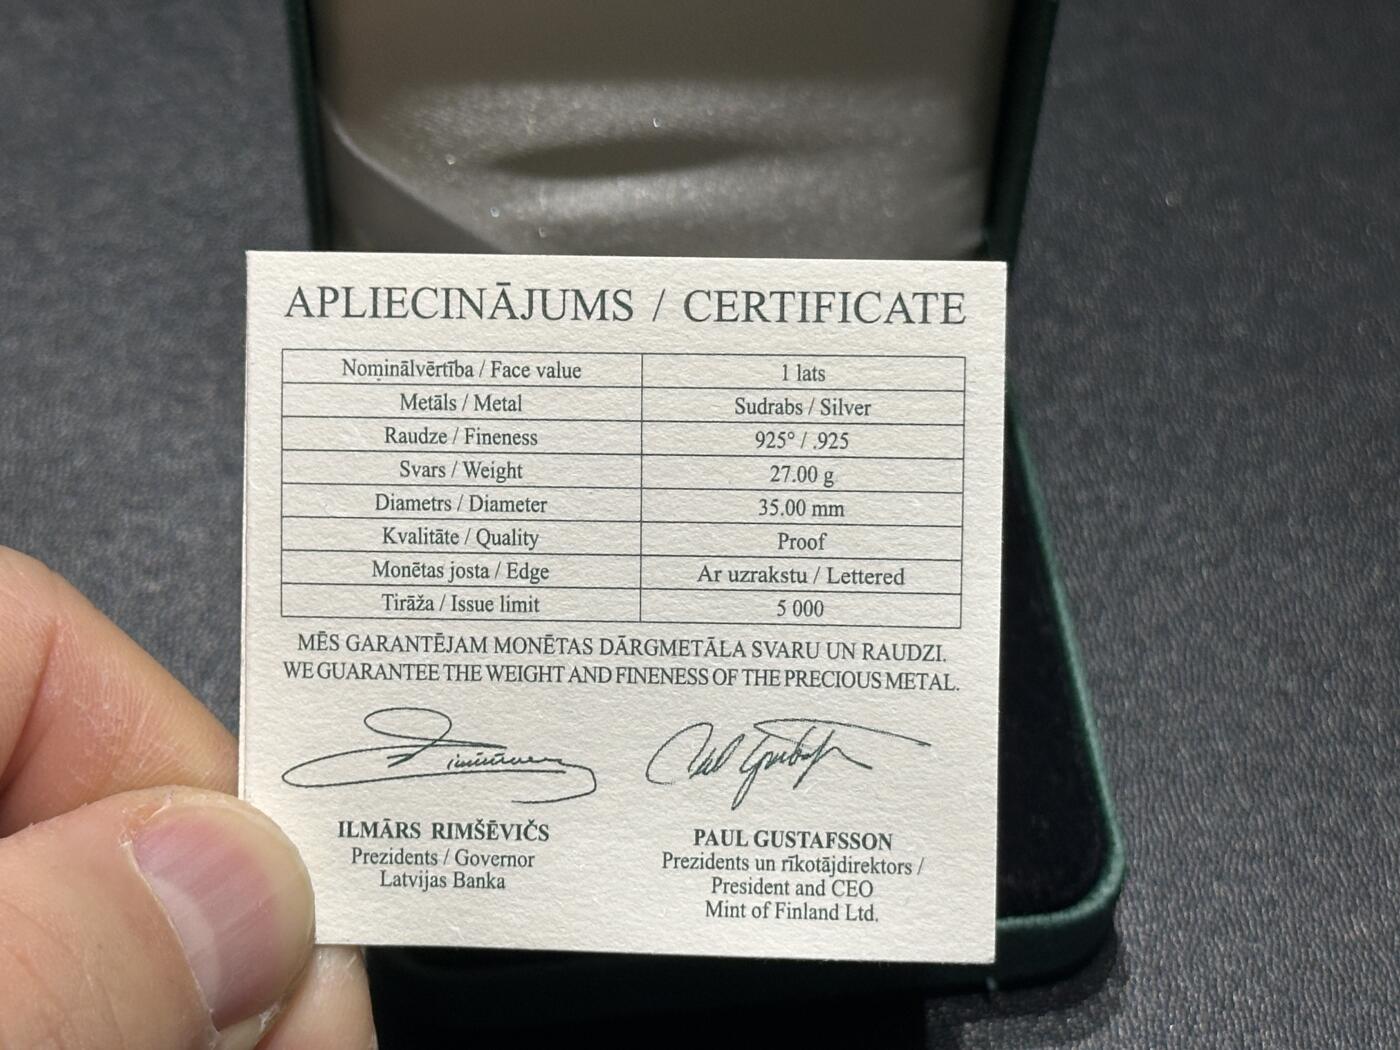 APLIECINĀJUMS / CERTIFICATE
Nominālvērtība / Face value 1 lats
Metāls / Metal Sudrabs / Silver
Raudze / Fineness 925° / .925
Svars / Weight 27.00 g
Diametrs / Diameter 35.00 mm
Kvalitāte / Quality Proof
Monētas josta / Edge Ar uzrakstu / Lettered
Tirāža / Issue limit 5 000
MĒS GARANTĒJAM MONĒTAS DĀRGMETĀLA SVARU UN RAUDZI.
WE GUARANTEE THE WEIGHT AND FINENESS OF THE PRECIOUS METAL.
ILMĀRS RIMŠĒVIČS
Prezidents / Governor
Latvijas Banka
PAUL GUSTAFSSON
Prezidents un rīkotājdirektors /
President and CEO
Mint of Finland Ltd.